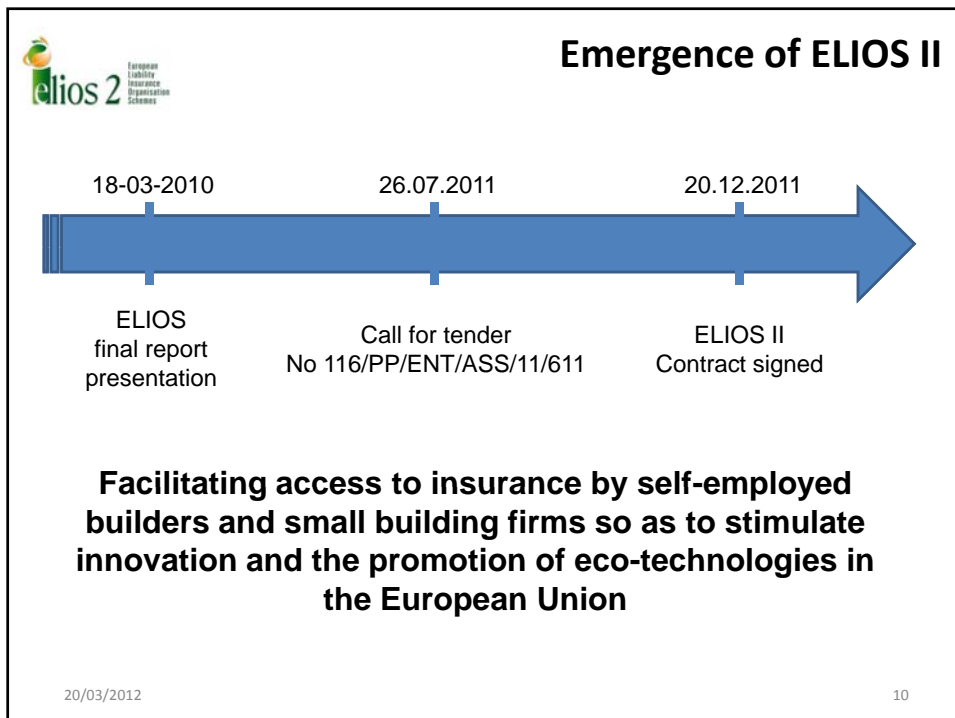 Emergence of ELIOS II
elios 2
European
Liability
Insurance
Organisation
Schemes
18-03-2010
26.07.2011
20.12.2011
ELIOS
final report
presentation
Call for tender
No 116/PP/ENT/ASS/11/611
ELIOS II
Contract signed
Facilitating access to insurance by self-employed
builders and small building firms so as to stimulate
innovation and the promotion of eco-technologies in
the European Union
20/03/2012
10